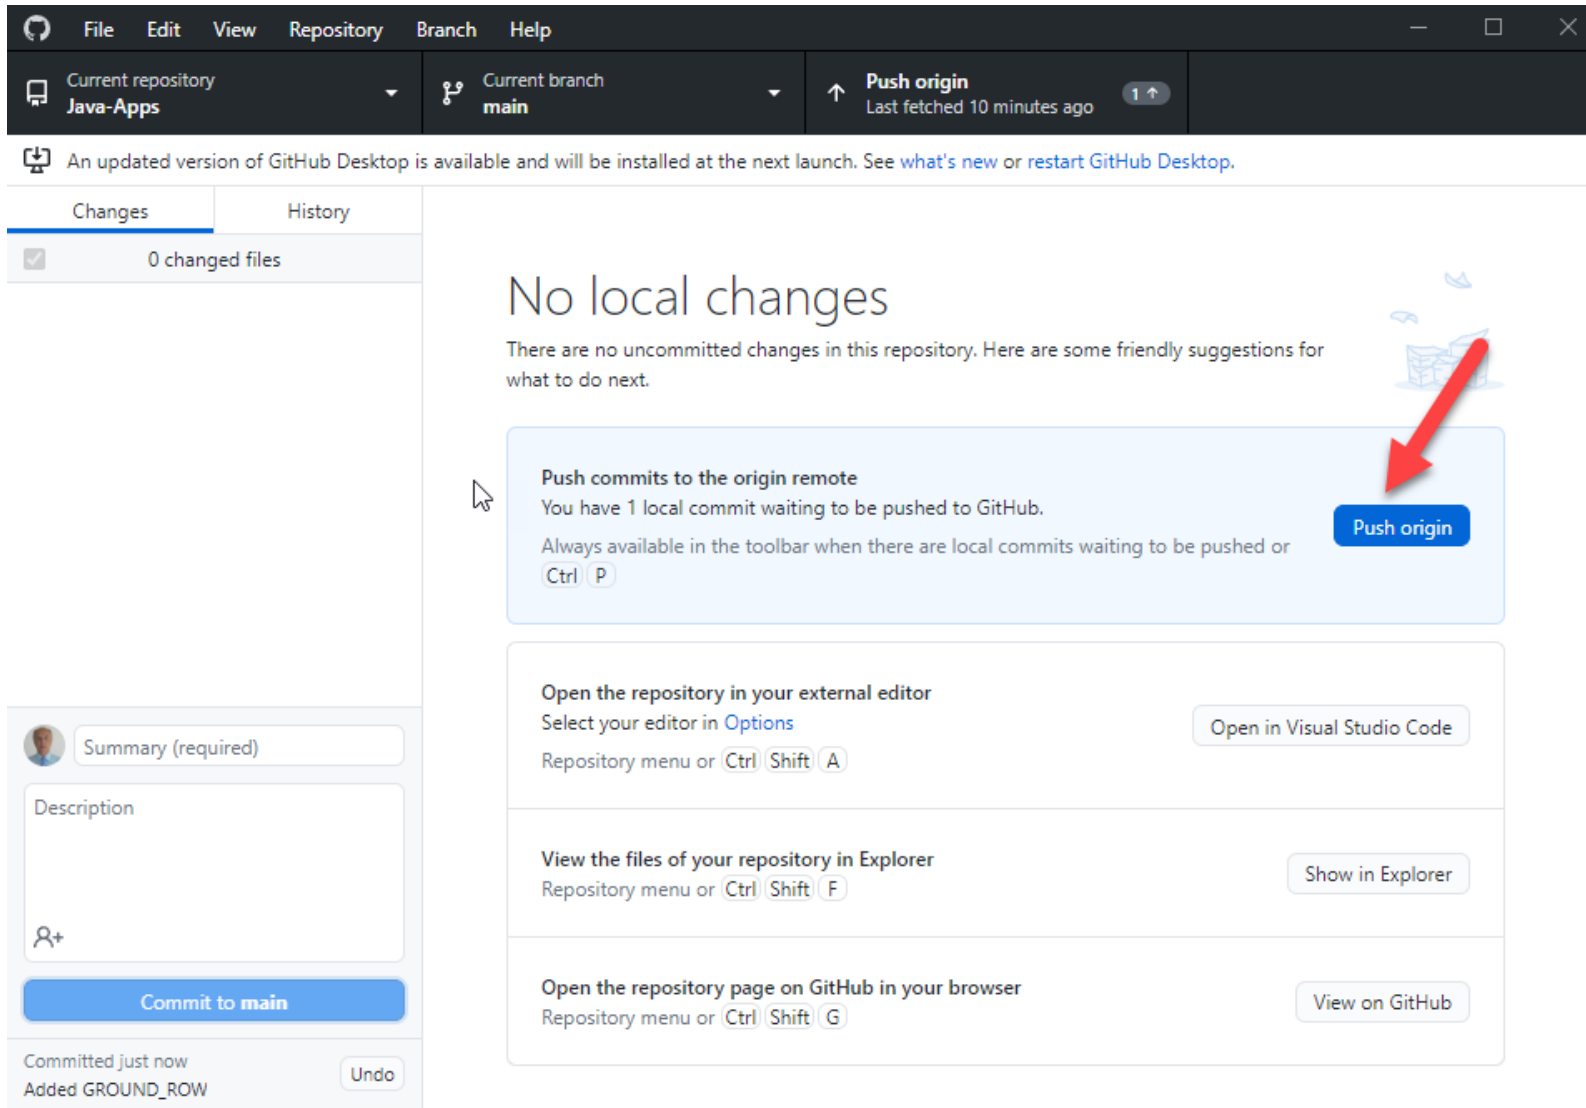 File Edit View Repository Branch Help
Current repository
Java-Apps
Current branch
main
Push origin
Last fetched 10 minutes ago
1
An updated version of GitHub Desktop is available and will be installed at the next launch. See what's new or restart GitHub Desktop.
Changes
History
0 changed files
No local changes
There are no uncommitted changes in this repository. Here are some friendly suggestions for
what to do next.
Push commits to the origin remote
You have 1 local commit waiting to be pushed to GitHub.
Always available in the toolbar when there are local commits waiting to be pushed or
Ctrl P
Push origin
Open the repository in your external editor
Select your editor in Options
Repository menu or Ctrl Shift A
Open in Visual Studio Code
View the files of your repository in Explorer
Repository menu or Ctrl Shift F
Show in Explorer
Open the repository page on GitHub in your browser
Repository menu or Ctrl Shift G
View on GitHub
Summary (required)
Description
Commit to main
Committed just now
Added GROUND_ROW
Undo